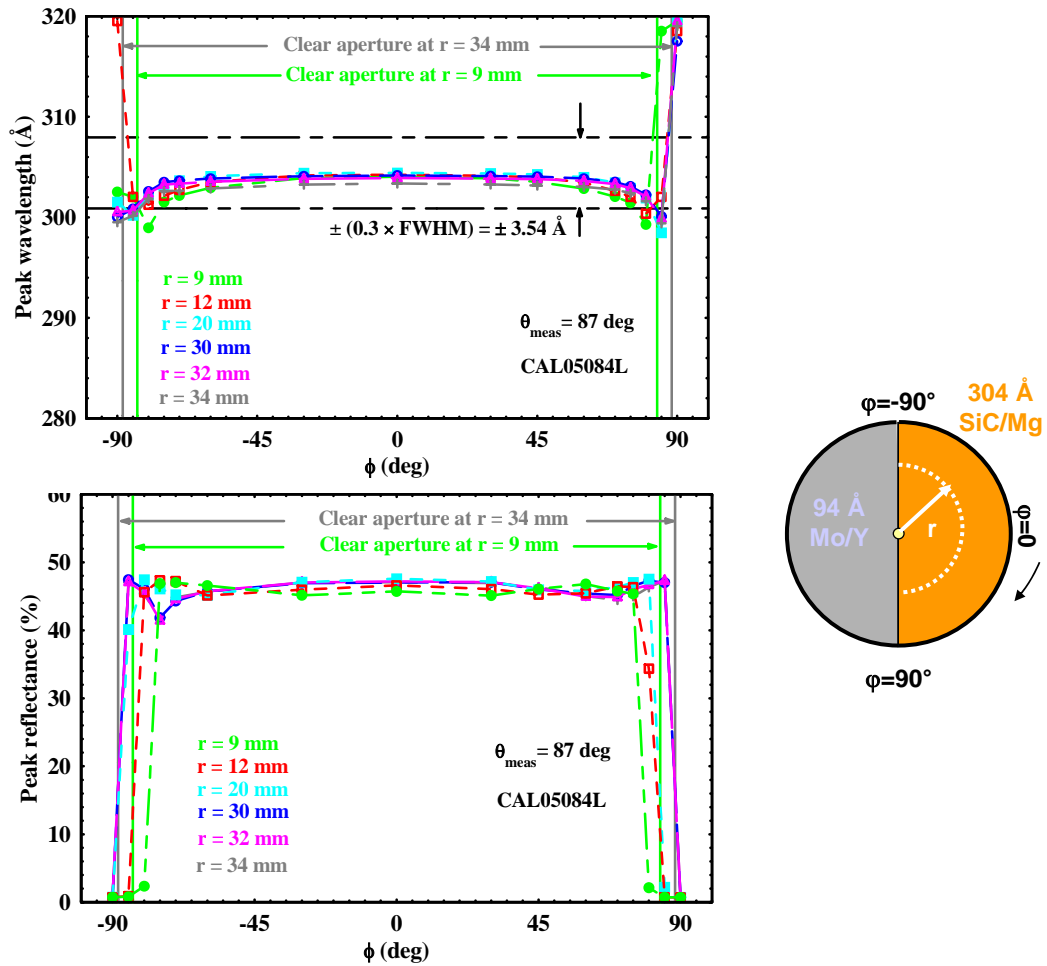 320
310
300
290
280
Peak wavelength (Å)
Clear aperture at r = 34 mm
Clear aperture at r = 9 mm
± (0.3 × FWHM) = ± 3.54 Å
r = 9 mm
r = 12 mm
r = 20 mm
r = 30 mm
r = 32 mm
r = 34 mm
θmeas= 87 deg
CAL05084L
-90 -45 0 45 90
ϕ (deg)
60
50
40
30
20
10
0
Peak reflectance (%)
Clear aperture at r = 34 mm
Clear aperture at r = 9 mm
r = 9 mm
r = 12 mm
r = 20 mm
r = 30 mm
r = 32 mm
r = 34 mm
θmeas= 87 deg
CAL05084L
-90 -45 0 45 90
ϕ (deg)
φ=-90°
304 Å
SiC/Mg
94 Å
Mo/Y
r
φ=0
φ=90°